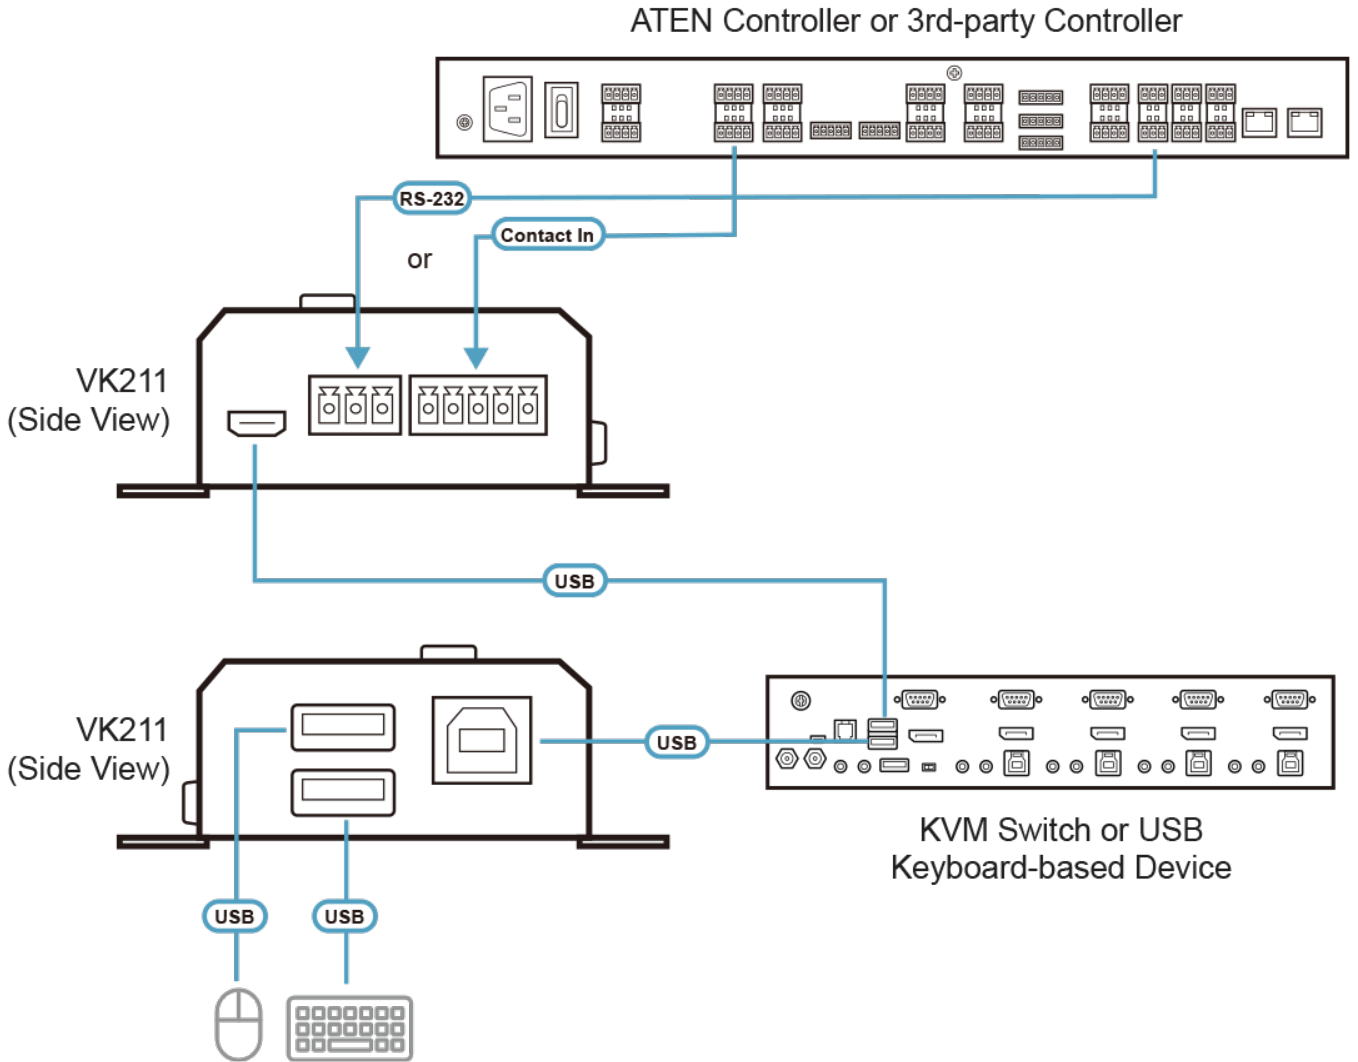 ATEN Controller or 3rd-party Controller
RS-232
Contact In
or
VK211
(Side View)
USB
VK211
(Side View)
USB
KVM Switch or USB
Keyboard-based Device
USB
USB